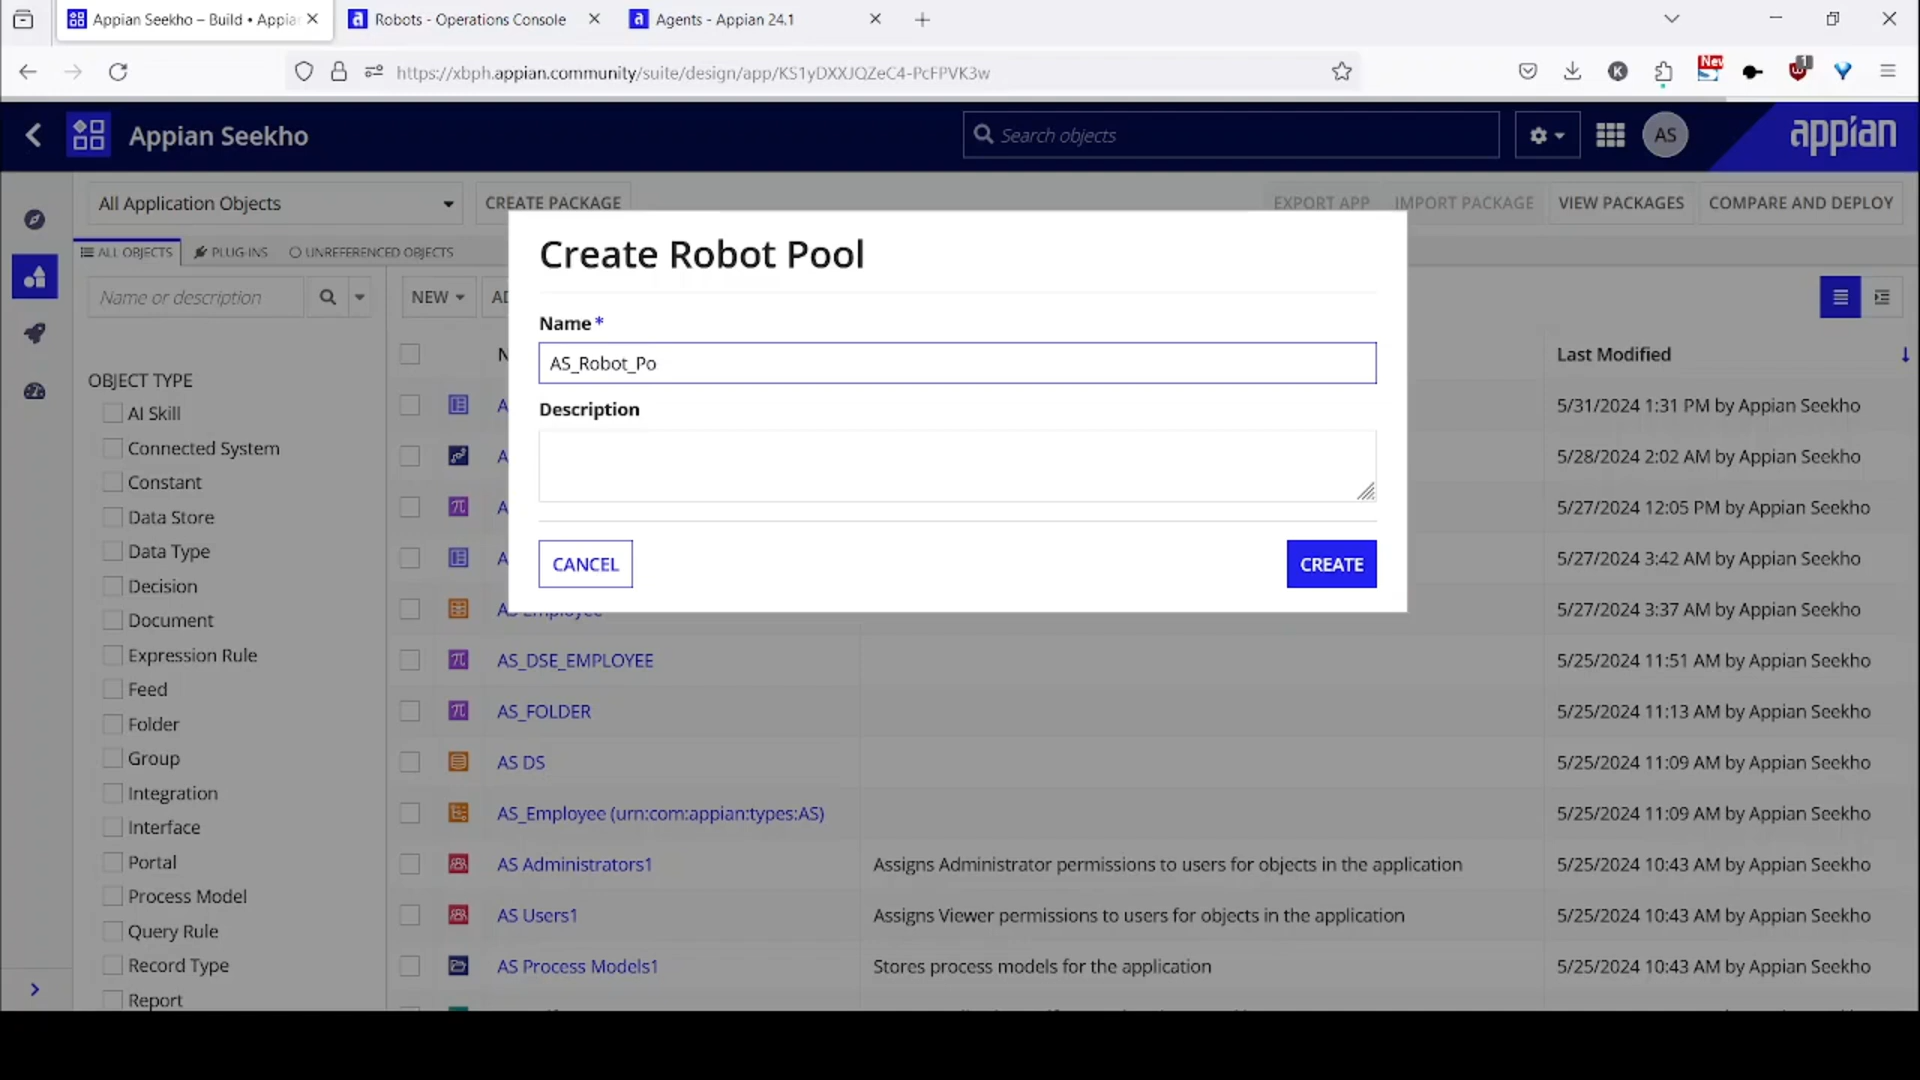 Appian Seekho – Build • Appia
Robots - Operations Console
Agents - Appian 24.1
https://xbph.appian.community/suite/design/app/KS1yDXXJQZeC4-PcFPVK3w
K
New
1
Appian Seekho
Search objects
AS
appian
All Application Objects
CREATE PACKAGE
EXPORT APP
IMPORT PACKAGE
VIEW PACKAGES
COMPARE AND DEPLOY
ALL OBJECTS
PLUG-INS
UNREFERENCED OBJECTS
Name or description
NEW
Create Robot Pool
Name *
AS_Robot_Po
Description
CANCEL
CREATE
Last Modified
OBJECT TYPE
AI Skill
Connected System
Constant
Data Store
Data Type
Decision
Document
Expression Rule
Feed
Folder
Group
Integration
Interface
Portal
Process Model
Query Rule
Record Type
Report
5/31/2024 1:31 PM by Appian Seekho
5/28/2024 2:02 AM by Appian Seekho
5/27/2024 12:05 PM by Appian Seekho
5/27/2024 3:42 AM by Appian Seekho
AS Employee
5/27/2024 3:37 AM by Appian Seekho
AS_DSE_EMPLOYEE
5/25/2024 11:51 AM by Appian Seekho
AS_FOLDER
5/25/2024 11:13 AM by Appian Seekho
AS DS
5/25/2024 11:09 AM by Appian Seekho
AS_Employee (urn:com:appian:types:AS)
5/25/2024 11:09 AM by Appian Seekho
AS Administrators1
Assigns Administrator permissions to users for objects in the application
5/25/2024 10:43 AM by Appian Seekho
AS Users1
Assigns Viewer permissions to users for objects in the application
5/25/2024 10:43 AM by Appian Seekho
AS Process Models1
Stores process models for the application
5/25/2024 10:43 AM by Appian Seekho